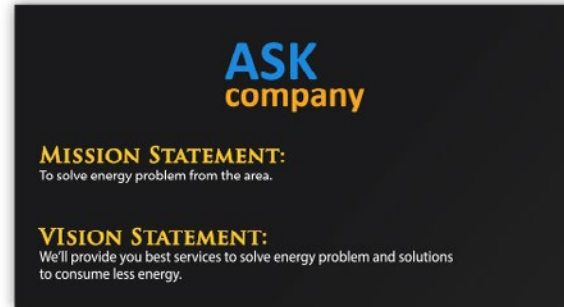 ASK
company
MISSION STATEMENT:
To solve energy problem from the area.
VISION STATEMENT:
We'll provide you best services to solve energy problem and solutions
to consume less energy.